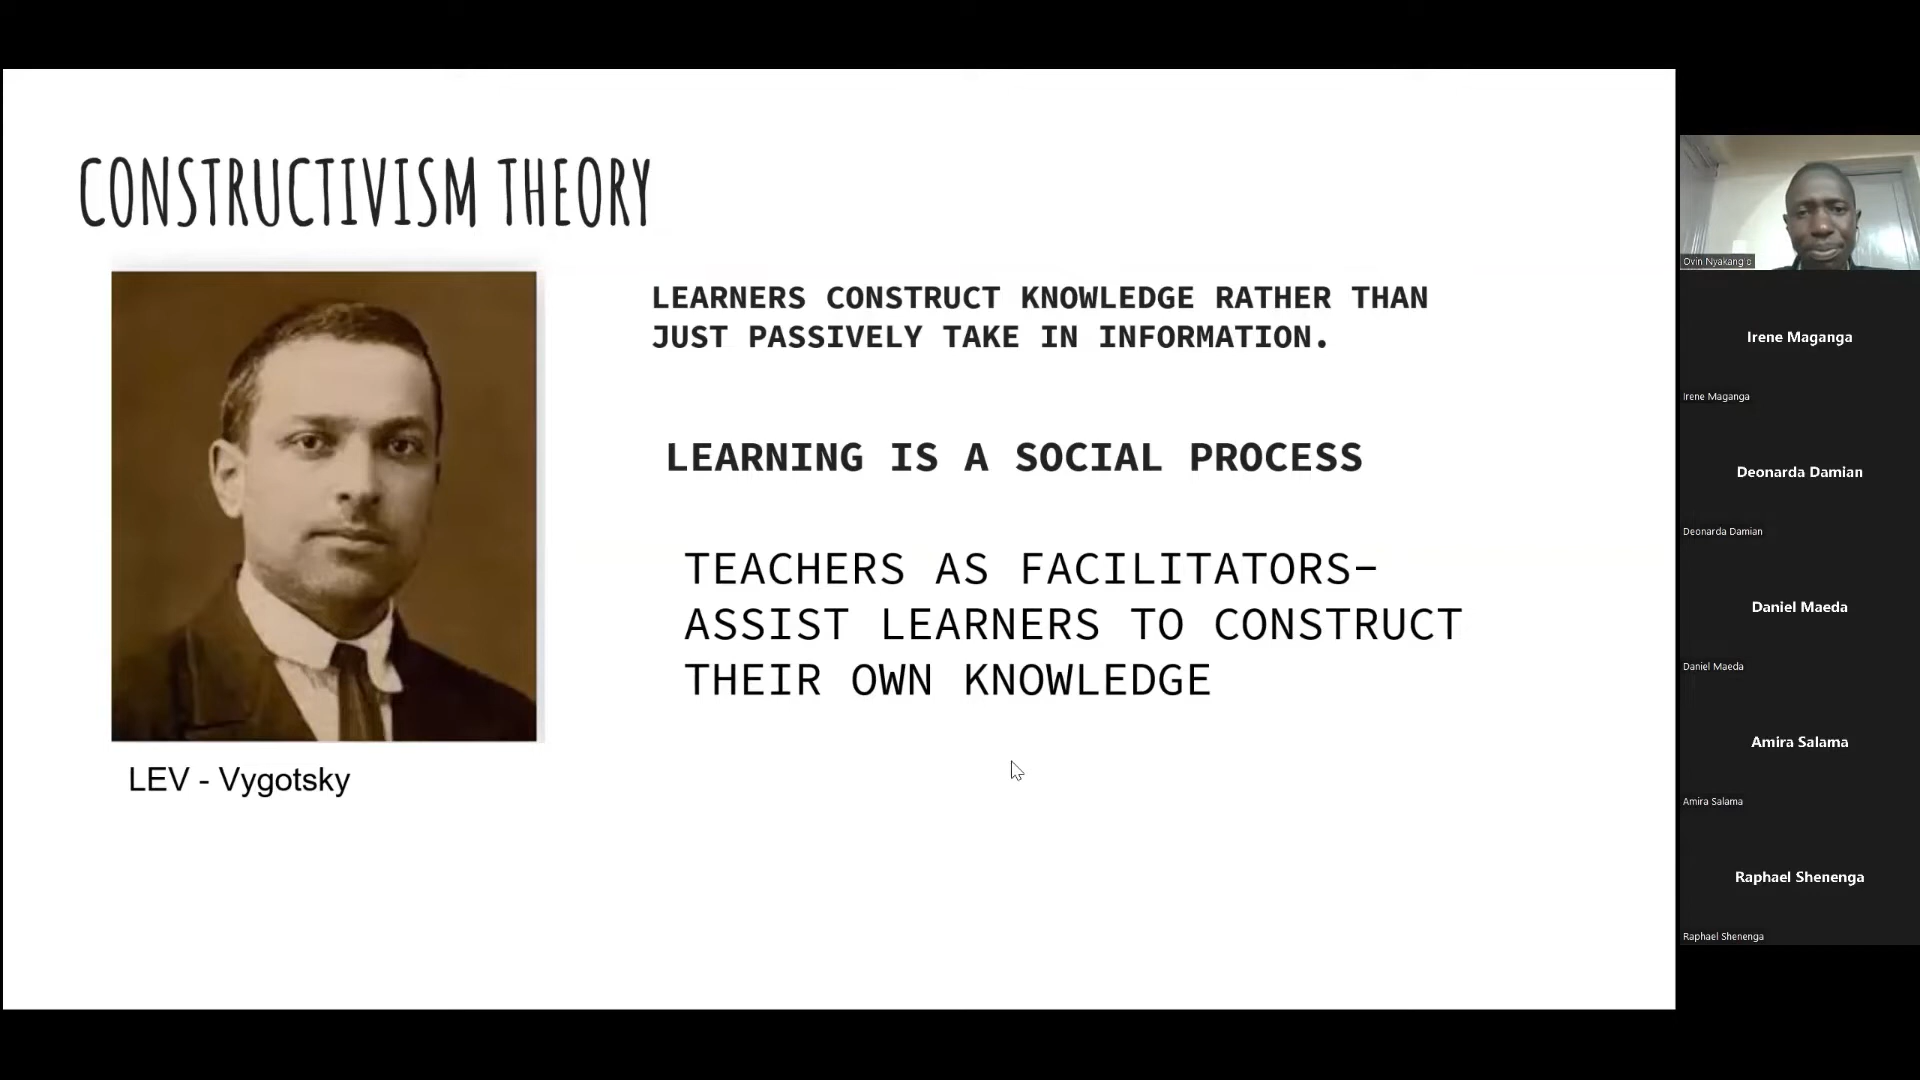 CONSTRUCTIVISM THEORY
LEARNERS CONSTRUCT KNOWLEDGE RATHER THAN
JUST PASSIVELY TAKE IN INFORMATION.
LEARNING IS A SOCIAL PROCESS
TEACHERS AS FACILITATORS-
ASSIST LEARNERS TO CONSTRUCT
THEIR OWN KNOWLEDGE
LEV - Vygotsky
Ovin Nyakang'o
Irene Maganga
Irene Maganga
Deonarda Damian
Deonarda Damian
Daniel Maeda
Daniel Maeda
Amira Salama
Amira Salama
Raphael Shenenga
Raphael Shenenga